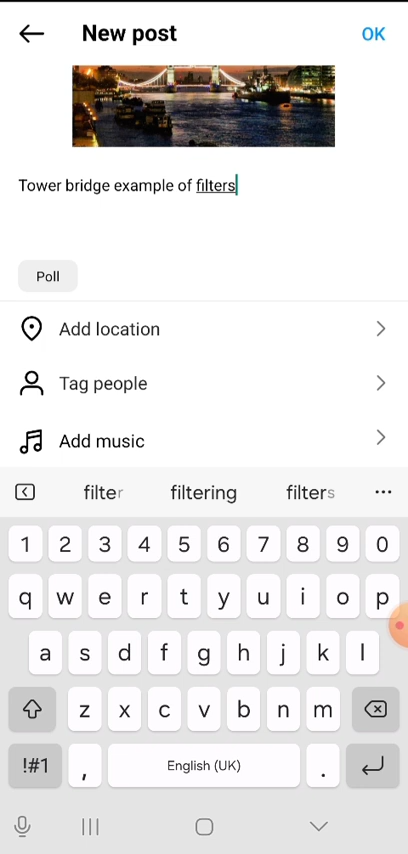 New post
OK
Tower bridge example of filters
Poll
Add location
Tag people
Add music
filter filtering filters ...
1 2 3 4 5 6 7 8 9 0
q w e r t y u i o p
a s d f g h j k l
z x c v b n m
!#1 , English (UK) .